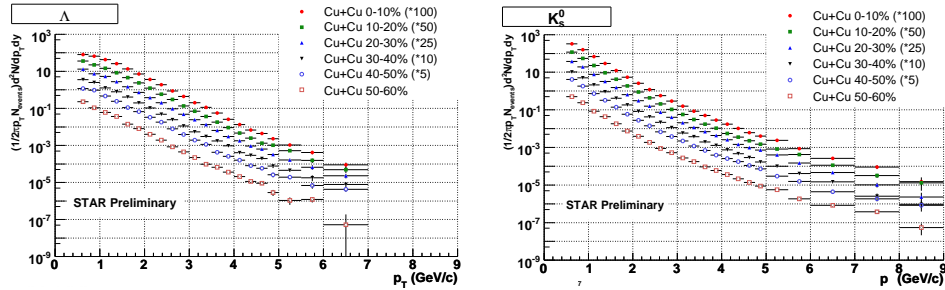 Λ
Cu+Cu 0-10% (*100)
Cu+Cu 10-20% (*50)
Cu+Cu 20-30% (*25)
Cu+Cu 30-40% (*10)
Cu+Cu 40-50% (*5)
Cu+Cu 50-60%
(1/2πp_T N_events)d²N/dp_T dy
10³
10
10⁻¹
10⁻³
10⁻⁵
10⁻⁷
10⁻⁹
STAR Preliminary
0 1 2 3 4 5 6 7 8 9
p_T (GeV/c)
K⁰_s
Cu+Cu 0-10% (*100)
Cu+Cu 10-20% (*50)
Cu+Cu 20-30% (*25)
Cu+Cu 30-40% (*10)
Cu+Cu 40-50% (*5)
Cu+Cu 50-60%
(1/2πp_T N_events)d²N/dp_T dy
10³
10
10⁻¹
10⁻³
10⁻⁵
10⁻⁷
10⁻⁹
STAR Preliminary
0 1 2 3 4 5 6 7 8 9
p (GeV/c)